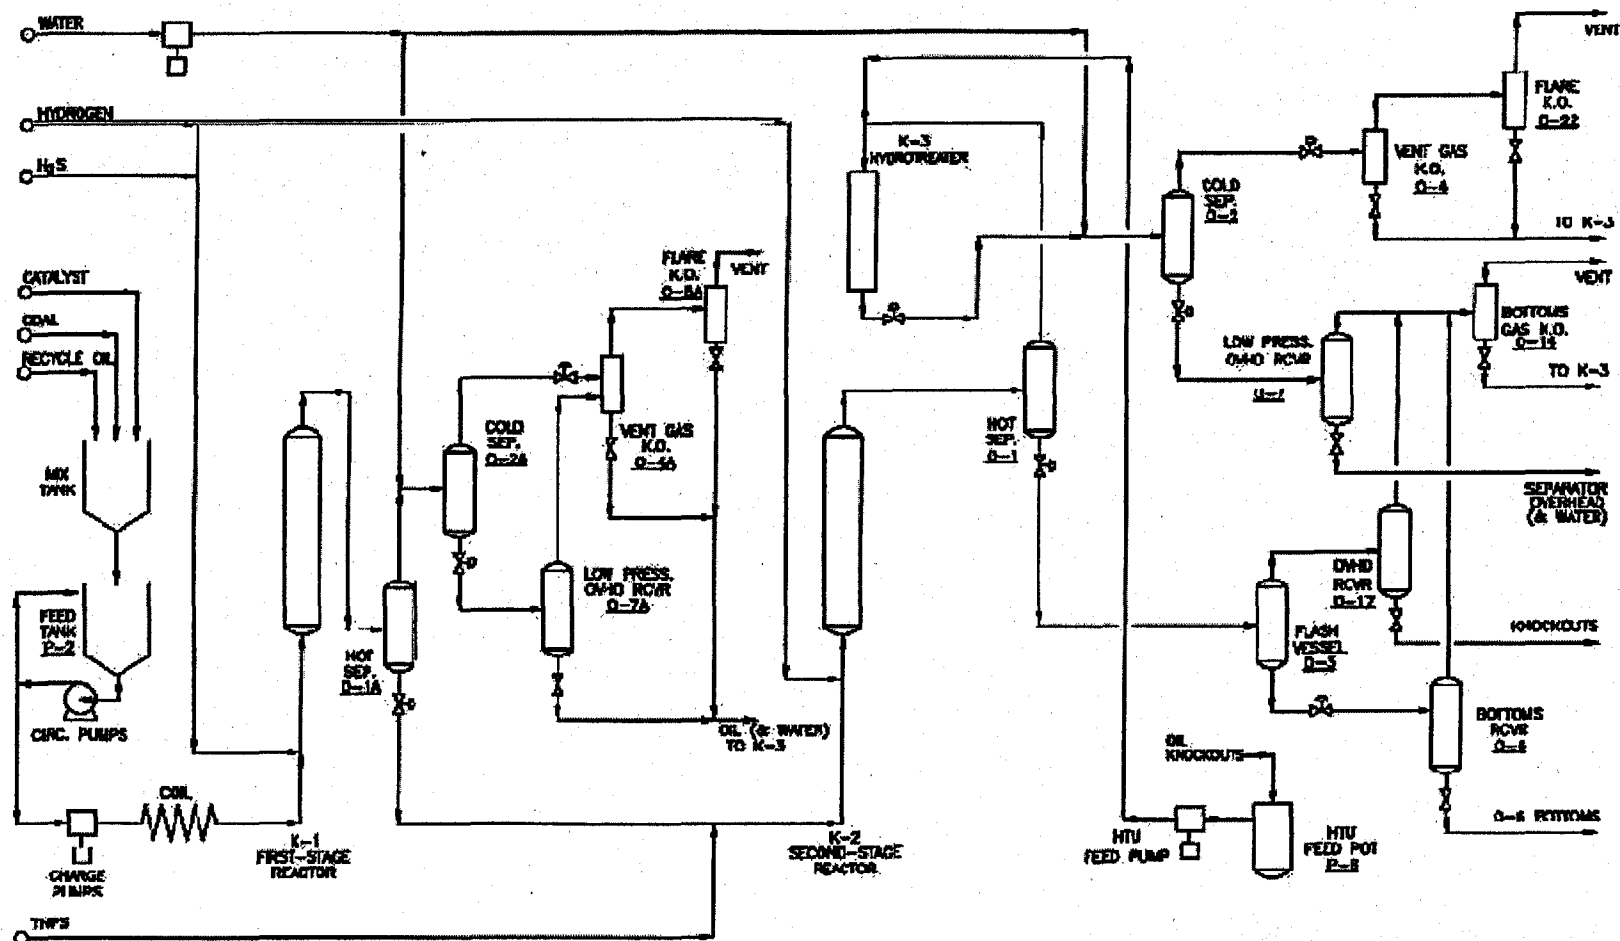 WATER
HYDROGEN
H2S
CATALYST
COAL
RECYCLE OIL
MIX
TANK
FEED
TANK
P-2
CIRC. PUMPS
CHARGE
PUMPS
COIL
K-1
FIRST-STAGE
REACTOR
HOT
SEP.
O-1A
COLD
SEP.
O-2A
LOW PRESS.
OVHD RCVR
O-7A
VENT GAS
K.O.
O-4A
FLARE
K.O.
VENT
OIL (& WATER)
TO K-3
K-2
SECOND-STAGE
REACTOR
K-3
HYDROTREATER
HOT
SEP.
O-1
COLD
SEP.
O-2
VENT GAS
K.O.
O-4
FLARE
K.O.
O-22
VENT
TO K-3
VENT
BOTTOMS
GAS K.O.
O-14
TO K-3
LOW PRESS.
OVHD RCVR
SEPARATOR
OVERHEAD
(& WATER)
OVHD
RCVR
O-17
KNOCKOUTS
FLASH
VESSEL
BOTTOMS
RCVR
O-6
O-6 BOTTOMS
OIL
KNOCKOUTS
HTU
FEED PUMP
HTU
FEED POT
P-8
TNPS